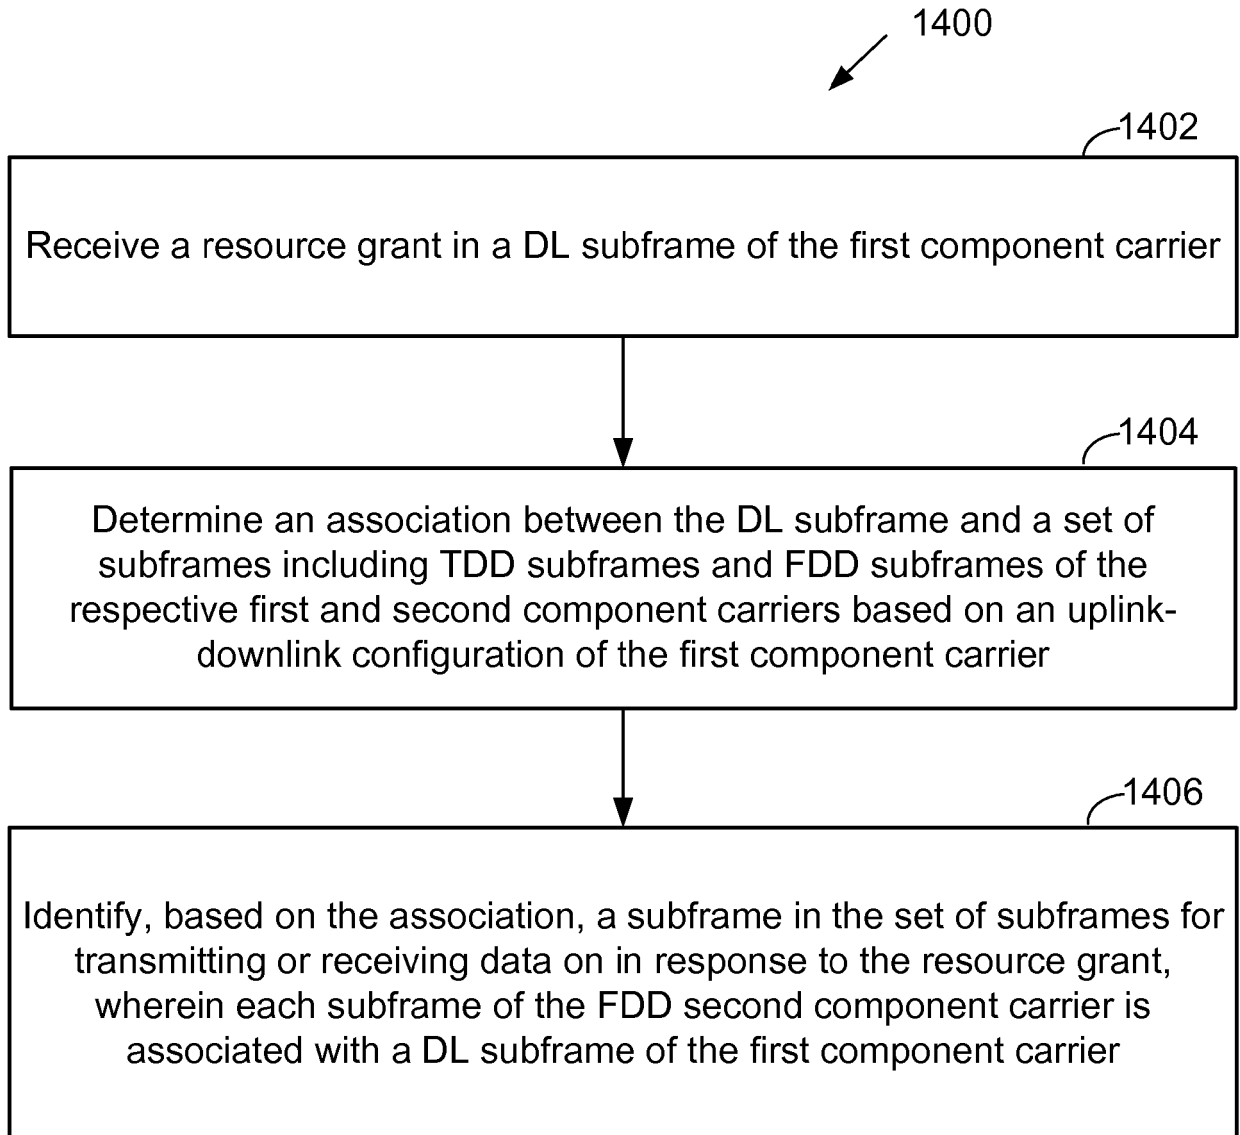 1400
1402
Receive a resource grant in a DL subframe of the first component carrier
1404
Determine an association between the DL subframe and a set of
subframes including TDD subframes and FDD subframes of the
respective first and second component carriers based on an uplink-
downlink configuration of the first component carrier
1406
Identify, based on the association, a subframe in the set of subframes for
transmitting or receiving data on in response to the resource grant,
wherein each subframe of the FDD second component carrier is
associated with a DL subframe of the first component carrier